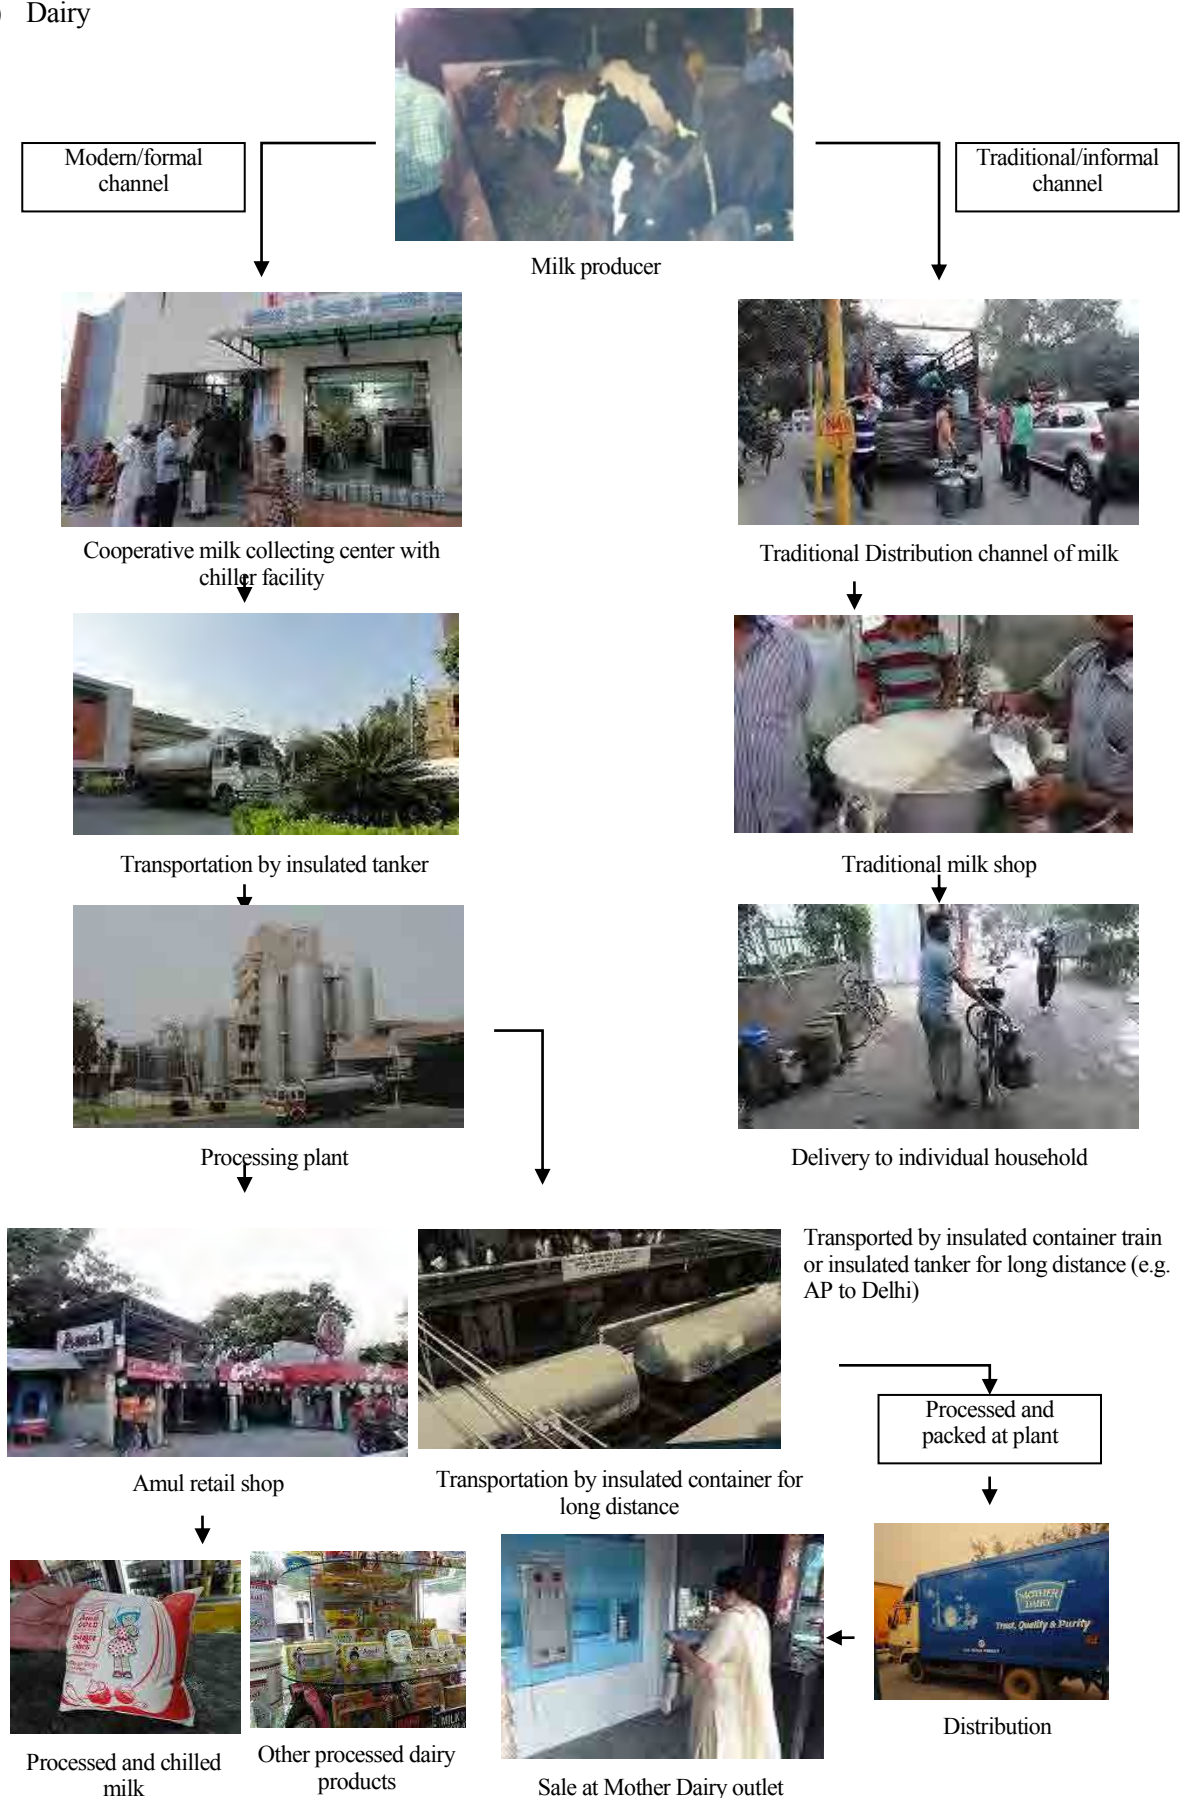 ) Dairy
Modern/formal
channel
Traditional/informal
channel
Milk producer
Cooperative milk collecting center with
chiller facility
Traditional Distribution channel of milk
Transportation by insulated tanker
Traditional milk shop
Processing plant
Delivery to individual household
Transported by insulated container train
or insulated tanker for long distance (e.g.
AP to Delhi)
Amul
Processed and
packed at plant
Amul retail shop
Transportation by insulated container for
long distance
MOTHER
DAIRY
Trust, Quality & Purity
Amul
GOLD
Amul
MILK
Distribution
Processed and chilled
milk
Other processed dairy
products
Sale at Mother Dairy outlet